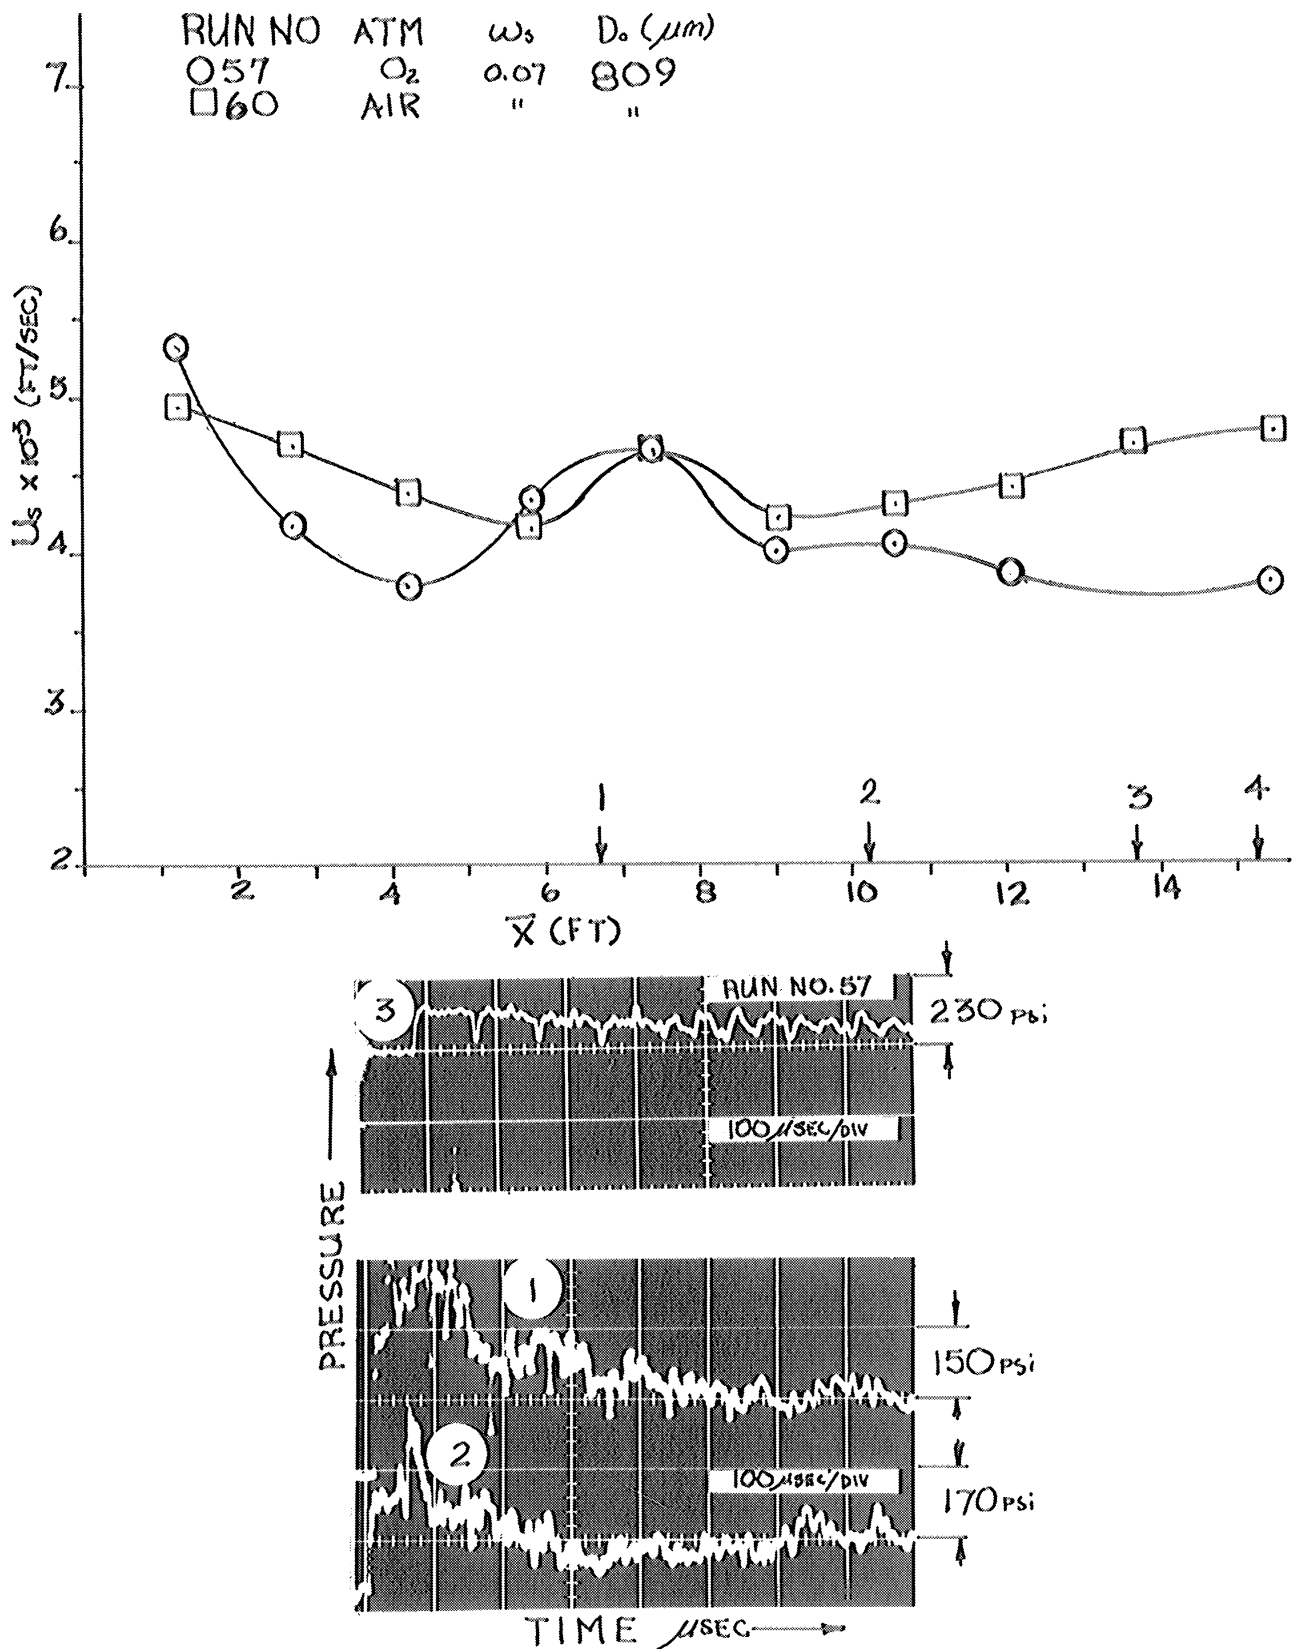 RUN NO ATM ωs D₀ (μm)
57 O₂ 0.07 809
60 AIR " "
7
6
5
4
3
2
Us x 10³ (FT/SEC)
1 2 3 4
2 4 6 8 10 12 14
X̅ (FT)
3 RUN NO. 57
230 psi
100 μSEC/DIV
PRESSURE
1
150 psi
2
100 μSEC/DIV
170 psi
TIME μSEC